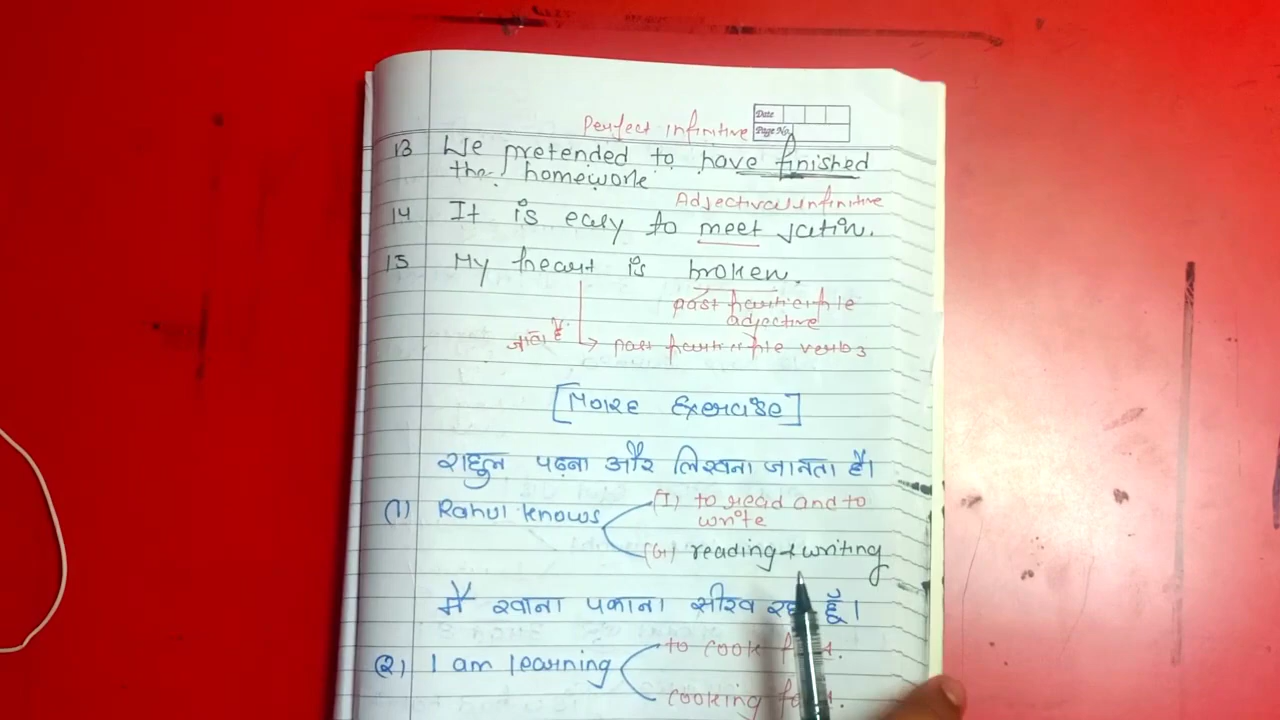 Date
Perfect Infinitive
Page No.
13 We pretended to have finished
the homework
Adjectival infinitive
14 It is easy to meet Jatin.
15 My heart is broken.
past participle
adjective
past participle verb3
[More Exercise]
राहुल पढ़ना और लिखना जानता है।
(1) Rahul knows
(I) to read and to
write
(G) reading + writing
मैं खाना पकाना सीख रहा हूँ।
(2) I am learning
to cook
cooking